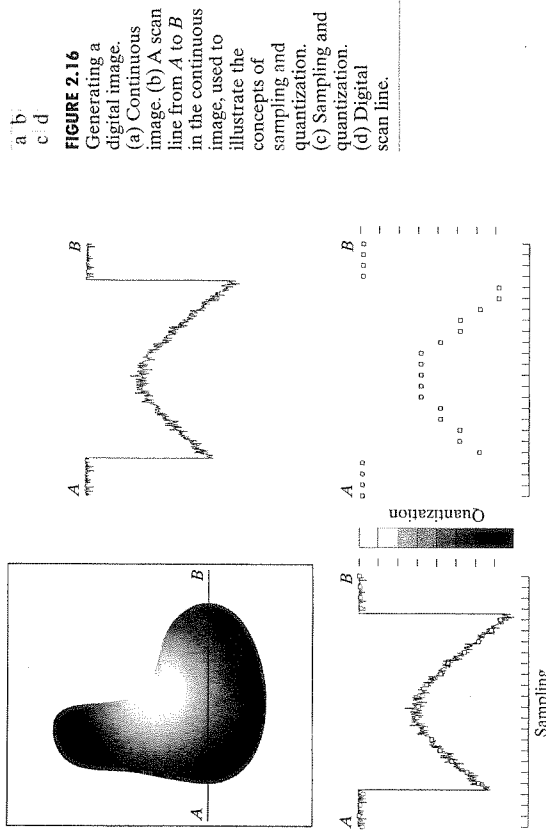 a b
c d
FIGURE 2.16
Generating a
digital image.
(a) Continuous
image. (b) A scan
line from A to B
in the continuous
image, used to
illustrate the
concepts of
sampling and
quantization.
(c) Sampling and
quantization.
(d) Digital
scan line.
A B
A B
A B
Sampling
Quantization
A B